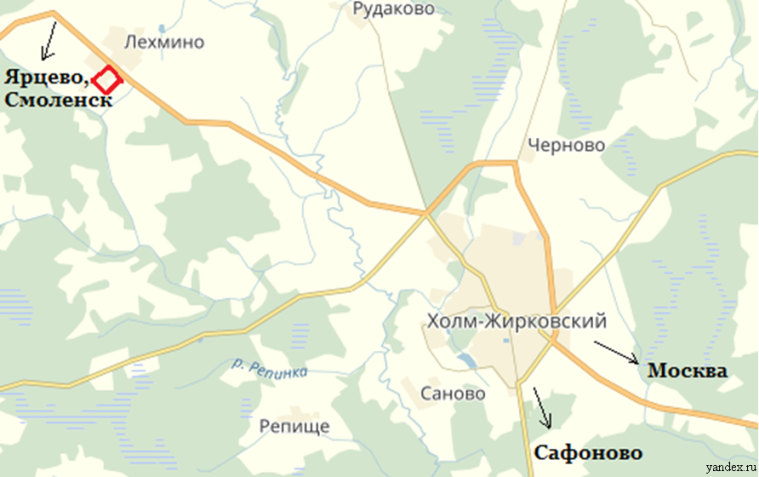 Рудаково
Лехмино
Ярцево,
Смоленск
Черново
Холм-Жирковский
Москва
р. Репинка
Саново
Репище
Сафоново
yandex.ru